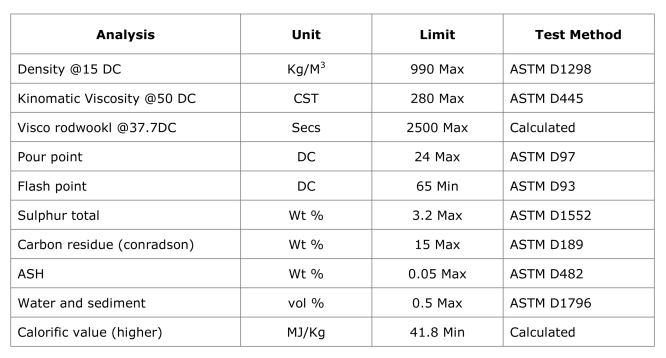 Analysis Unit Limit Test Method
Density @15 DC Kg/M³ 990 Max ASTM D1298
Kinomatic Viscosity @50 DC CST 280 Max ASTM D445
Visco rodwookl @37.7DC Secs 2500 Max Calculated
Pour point DC 24 Max ASTM D97
Flash point DC 65 Min ASTM D93
Sulphur total Wt % 3.2 Max ASTM D1552
Carbon residue (conradson) Wt % 15 Max ASTM D189
ASH Wt % 0.05 Max ASTM D482
Water and sediment vol % 0.5 Max ASTM D1796
Calorific value (higher) MJ/Kg 41.8 Min Calculated